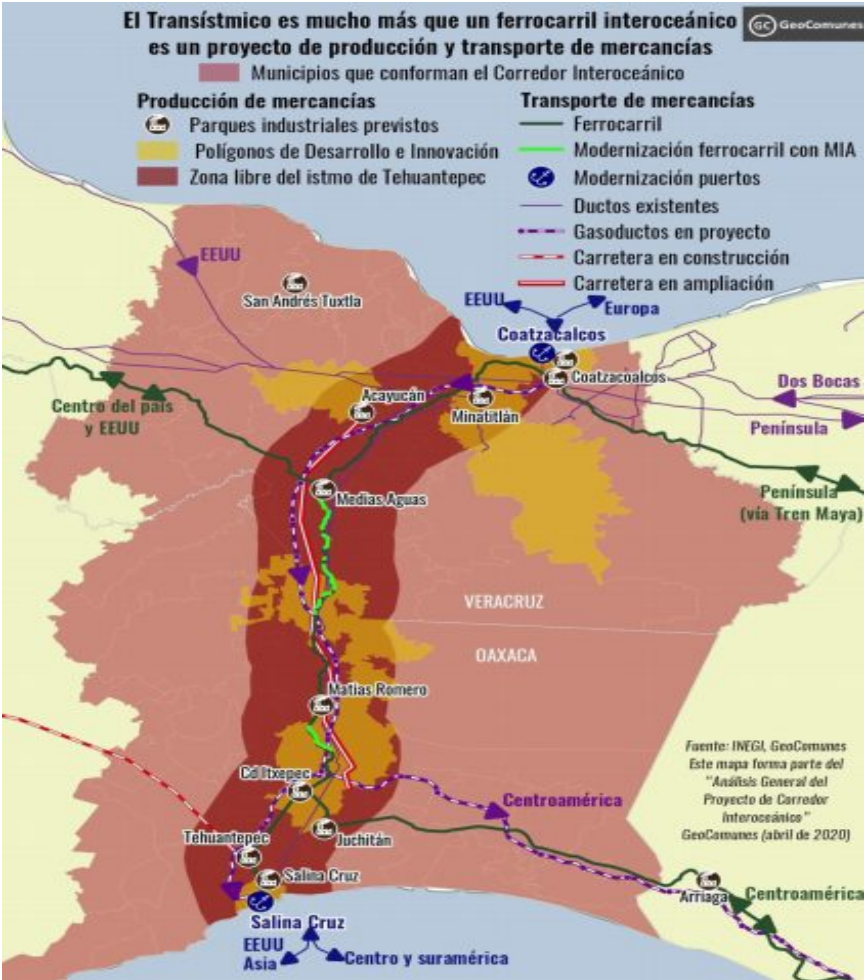 El Transístmico es mucho más que un ferrocarril interoceánico
es un proyecto de producción y transporte de mercancías
GC GeoComunes
Municipios que conforman el Corredor Interoceánico
Producción de mercancías
Parques industriales previstos
Polígonos de Desarrollo e Innovación
Zona libre del istmo de Tehuantepec
Transporte de mercancías
Ferrocarril
Modernización ferrocarril con MIA
Modernización puertos
Ductos existentes
Gasoductos en proyecto
Carretera en construcción
Carretera en ampliación
EEUU
San Andrés Tuxtla
EEUU
Europa
Coatzacalcos
Coatzacoalcos
Dos Bocas
Centro del país
y EEUU
Acayucán
Minatitlán
Península
Medias Aguas
Península
(vía Tren Maya)
VERACRUZ
OAXACA
Matias Romero
Fuente: INEGI, GeoComunes
Este mapa forma parte del
"Análisis General del
Proyecto de Corredor
Interoceánico"
GeoComunes (abril de 2020)
Cd Itxepec
Centroamérica
Tehuantepec
Juchitán
Salina Cruz
Arriaga
Centroamérica
Salina Cruz
EEUU
Asia
Centro y suramérica